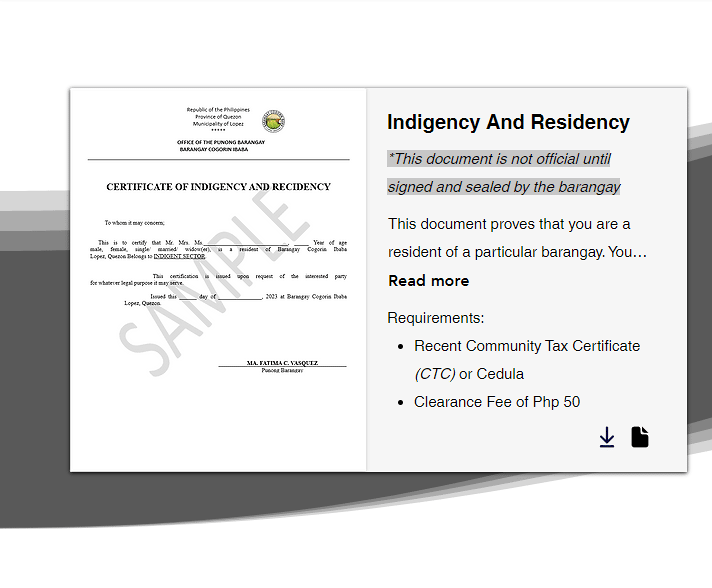 Republic of the Philippines
Province of Quezon
Municipality of Lopez
*****
OFFICE OF THE PUNONG BARANGAY
BARANGAY COGORIN IBABA
CERTIFICATE OF INDIGENCY AND RECIDENCY
To whom it may concern;
This is to certify that Mr. Mrs. Ms.____________________, ____ Year of age
male, female, single/ married/ widow(er), is a resident of Barangay Cogorin Ibaba
Lopez, Quezon Belongs to INDIGENT SECTOR.
This certification is issued upon request of the interested party
for whatever legal purpose it may serve.
Issued this ______ day of _______________, 2023 at Barangay Cogorin Ibaba
Lopez, Quezon.
SAMPLE
MA. FATIMA C. VASQUEZ
Punong Barangay
Indigency And Residency
*This document is not official until
signed and sealed by the barangay
This document proves that you are a
resident of a particular barangay. You...
Read more
Requirements:
• Recent Community Tax Certificate
(CTC) or Cedula
• Clearance Fee of Php 50